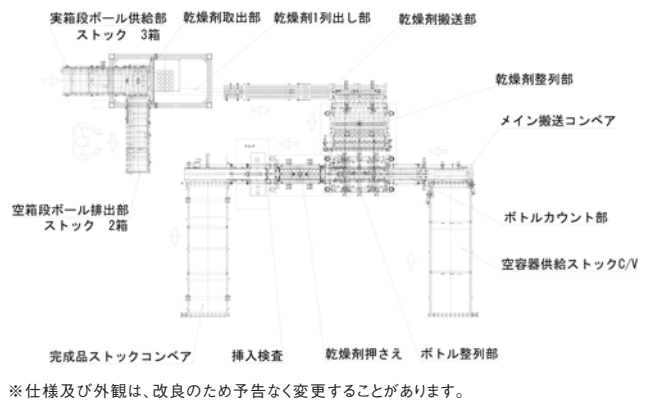 実箱段ボール供給部
ストック 3箱
乾燥剤取出部
乾燥剤1列出し部
乾燥剤搬送部
乾燥剤整列部
メイン搬送コンベア
トレイ
空箱段ボール排出部
ストック 2箱
ボトルカウント部
空容器供給ストックC/V
完成品ストックコンベア
挿入検査
乾燥剤押さえ
ボトル整列部
※仕様及び外観は、改良のため予告なく変更することがあります。